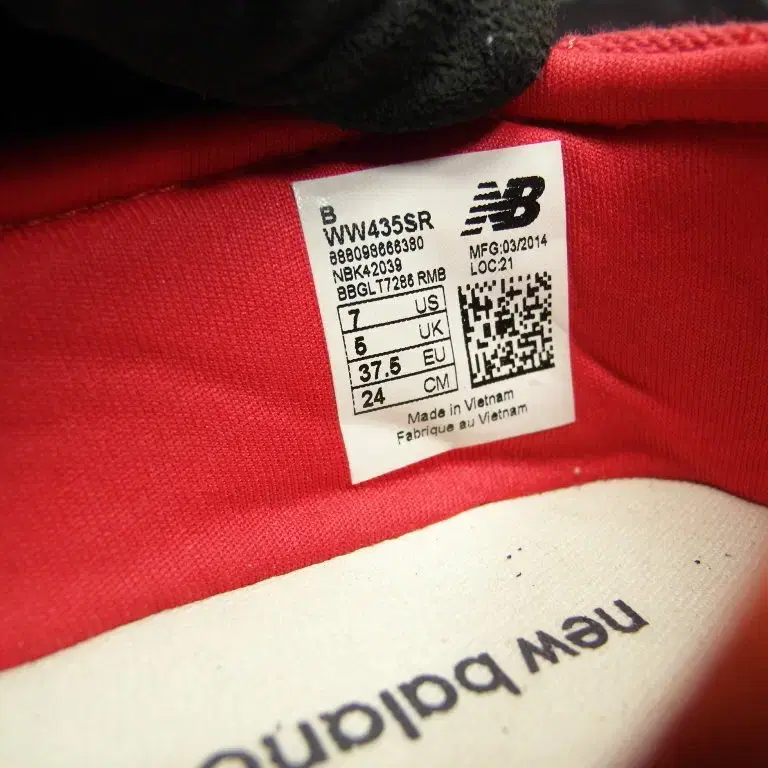 B
WW435SR
888098666380
NBK42039
BBGLT7286 RMB
NB
MFG:03/2014
LOC:21
7 US
5 UK
37.5 EU
24 CM
Made in Vietnam
Fabrique au Vietnam
new balanc